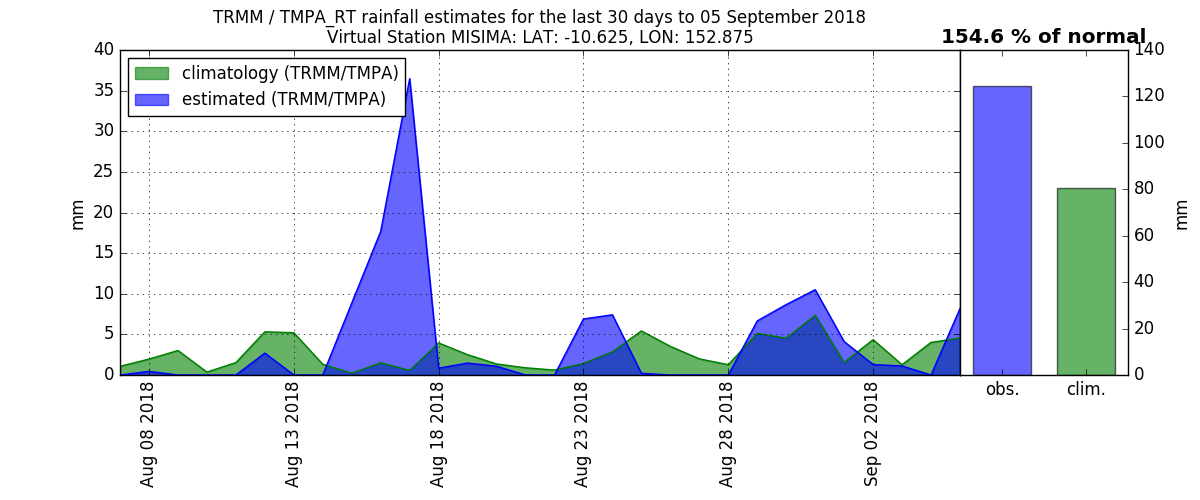 TRMM / TMPA_RT rainfall estimates for the last 30 days to 05 September 2018
Virtual Station MISIMA: LAT: -10.625, LON: 152.875
154.6 % of normal
climatology (TRMM/TMPA)
estimated (TRMM/TMPA)
40
35
30
25
20
15
10
5
0
mm
Aug 08 2018
Aug 13 2018
Aug 18 2018
Aug 23 2018
Aug 28 2018
Sep 02 2018
140
120
100
80
60
40
20
0
mm
obs.
clim.